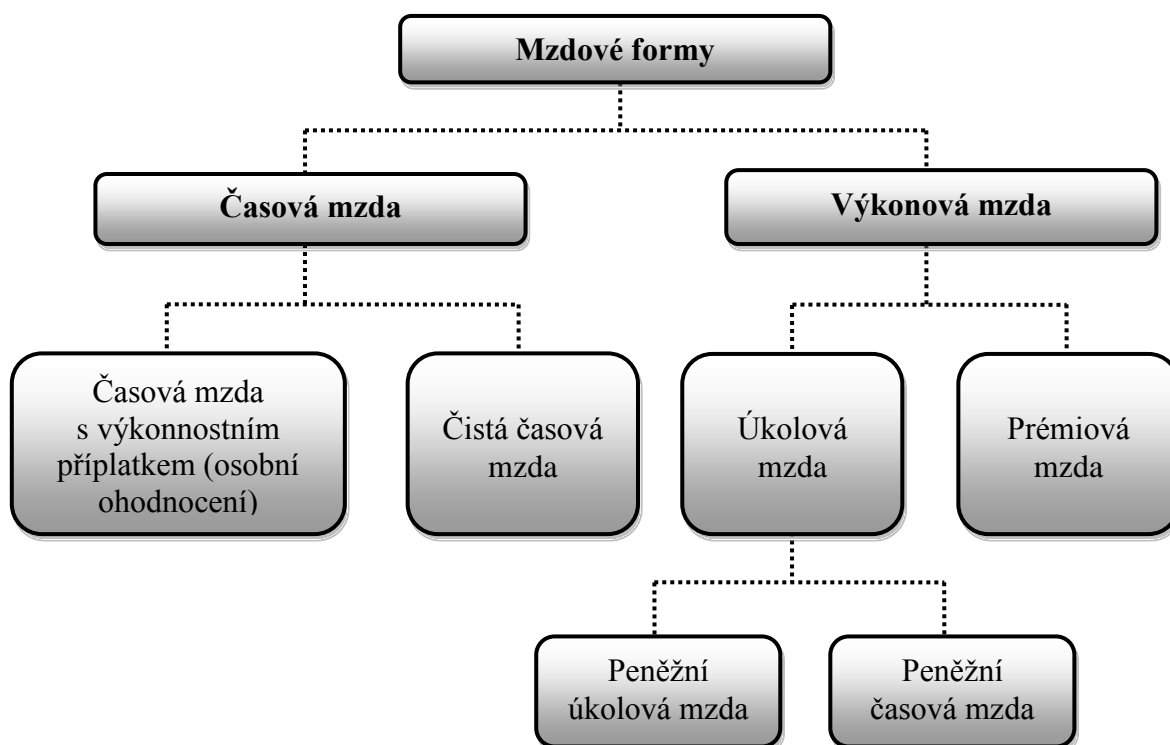 Mzdové formy
Časová mzda
Výkonová mzda
Časová mzda
s výkonnostním
příplatkem (osobní
ohodnocení)
Čistá časová
mzda
Úkolová
mzda
Prémiová
mzda
Peněžní
úkolová mzda
Peněžní
časová mzda